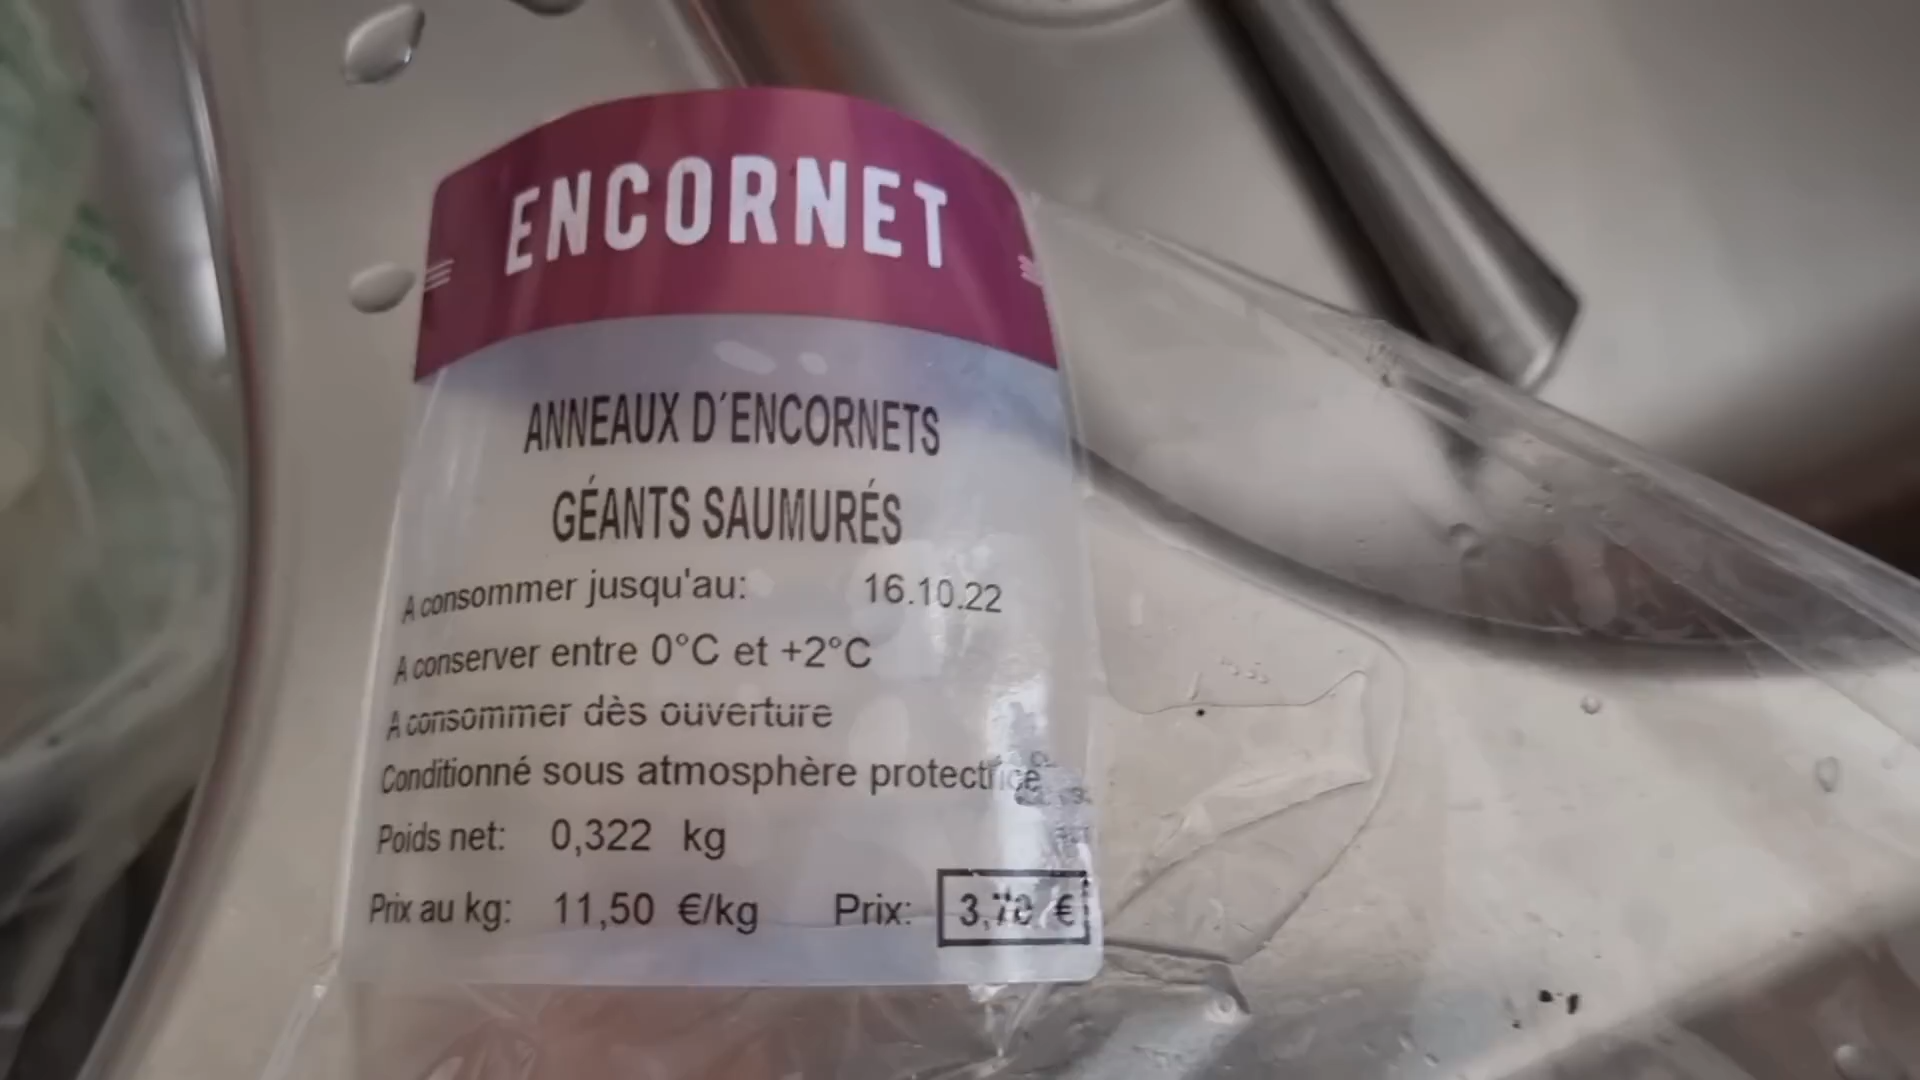 ENCORNET
ANNEAUX D´ENCORNETS
GÉANTS SAUMURÉS
A consommer jusqu'au: 16.10.22
A conserver entre 0°C et +2°C
A consommer dès ouverture
Conditionné sous atmosphère protectrice
Poids net: 0,322 kg
Prix au kg: 11,50 €/kg Prix: 3,70 €